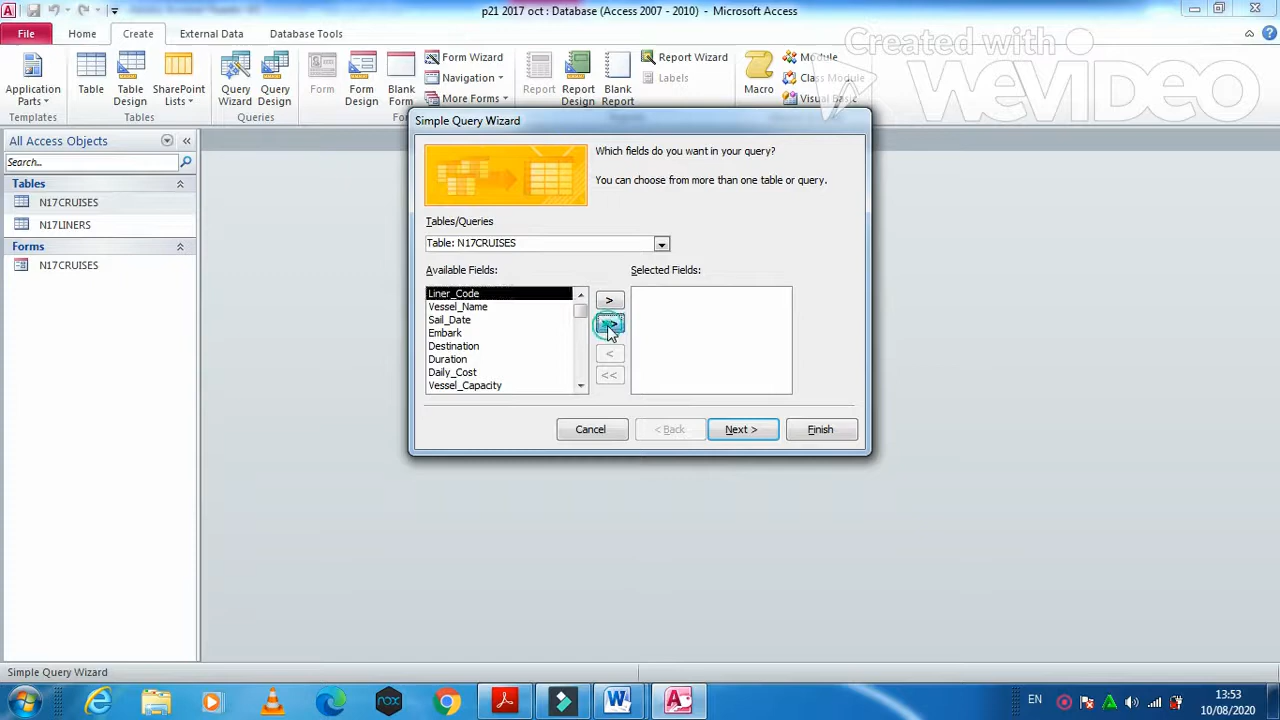 p21 2017 oct : Database (Access 2007 - 2010) - Microsoft Access
File Home Create External Data Database Tools
Created with
WEVIDEO
Application Parts
Table
Table Design
SharePoint Lists
Query Wizard
Query Design
Form
Form Design
Blank Form
Form Wizard
Navigation
More Forms
Report
Report Design
Blank Report
Report Wizard
Labels
Macro
Module
Class Module
Visual Basic
Templates Tables Queries
All Access Objects
Search...
Tables
N17CRUISES
N17LINERS
Forms
N17CRUISES
Simple Query Wizard
Which fields do you want in your query?
You can choose from more than one table or query.
Tables/Queries
Table: N17CRUISES
Available Fields: Selected Fields:
Liner_Code
Vessel_Name
Sail_Date
Embark
Destination
Duration
Daily_Cost
Vessel_Capacity
>
>>
<
<<
Cancel < Back Next > Finish
Simple Query Wizard
nox
EN
13:53
10/08/2020